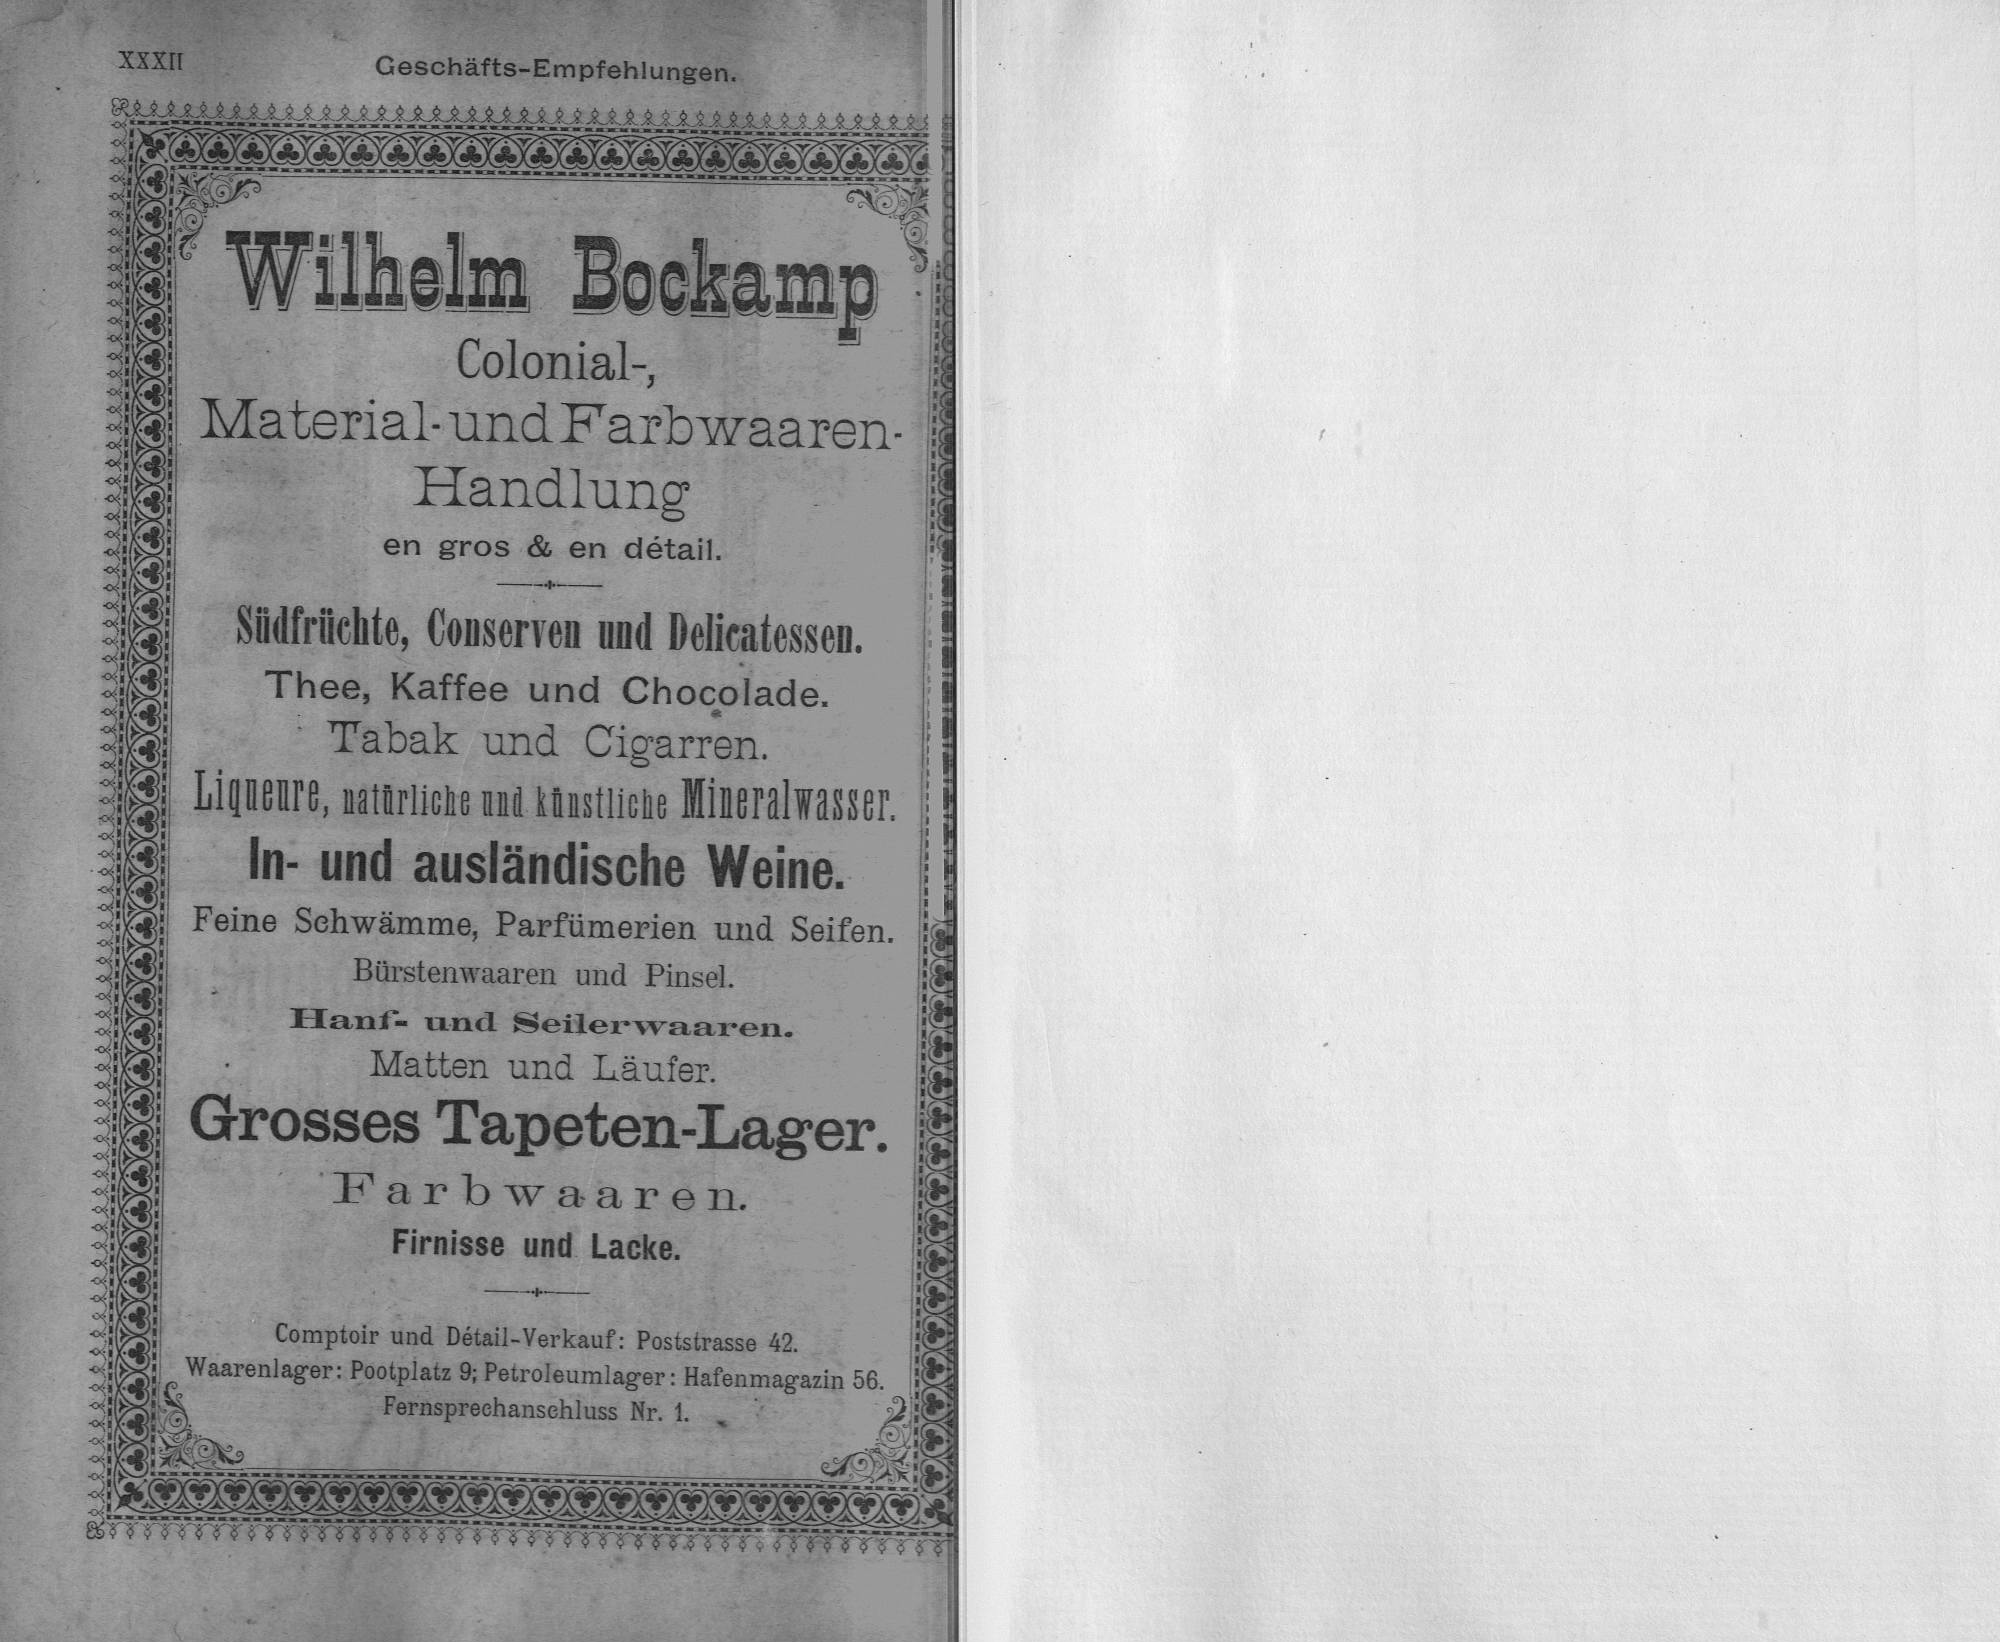 XXXII
Geschäfts-Empfehlungen.
Wilhelm Bockamp
Colonial-,
Material- und Farbwaaren-
Handlung
en gros & en détail.
Südfrüchte, Conserven und Delicatessen.
Thee, Kaffee und Chocolade.
Tabak und Cigarren.
Liqueure, natürliche und künstliche Mineralwasser.
In- und ausländische Weine.
Feine Schwämme, Parfümerien und Seifen.
Bürstenwaaren und Pinsel.
Hanf- und Seilerwaaren.
Matten und Läufer.
Grosses Tapeten-Lager.
Farbwaaren.
Firnisse und Lacke.
Comptoir und Détail-Verkauf: Poststrasse 42.
Waarenlager: Pootplatz 9; Petroleumlager: Hafenmagazin 56.
Fernsprechanschluss Nr. 1.